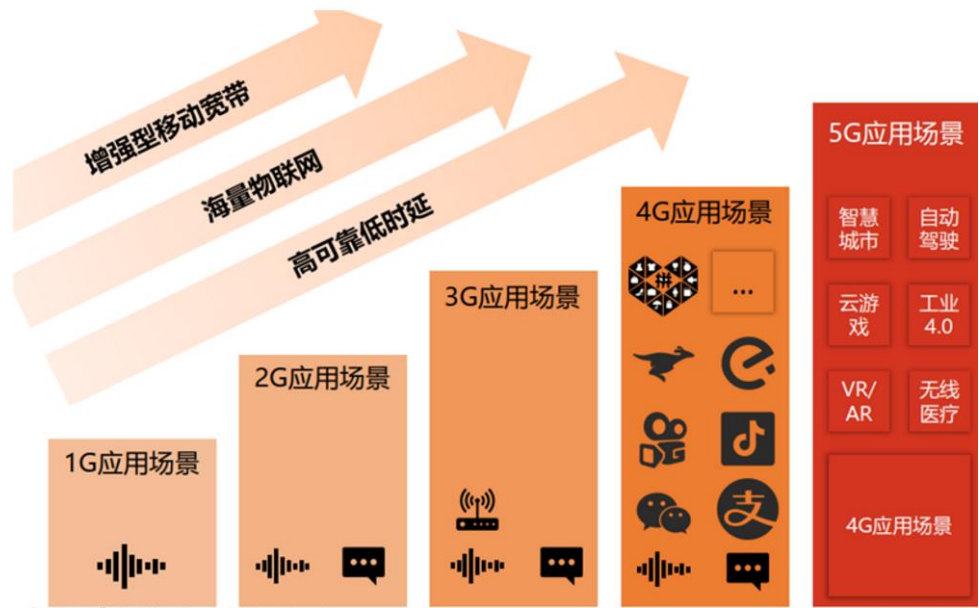 增强型移动宽带
海量物联网
高可靠低时延
1G应用场景
2G应用场景
3G应用场景
4G应用场景
拼
...
支
5G应用场景
智慧
城市
自动
驾驶
云游
戏
工业
4.0
VR/
AR
无线
医疗
4G应用场景